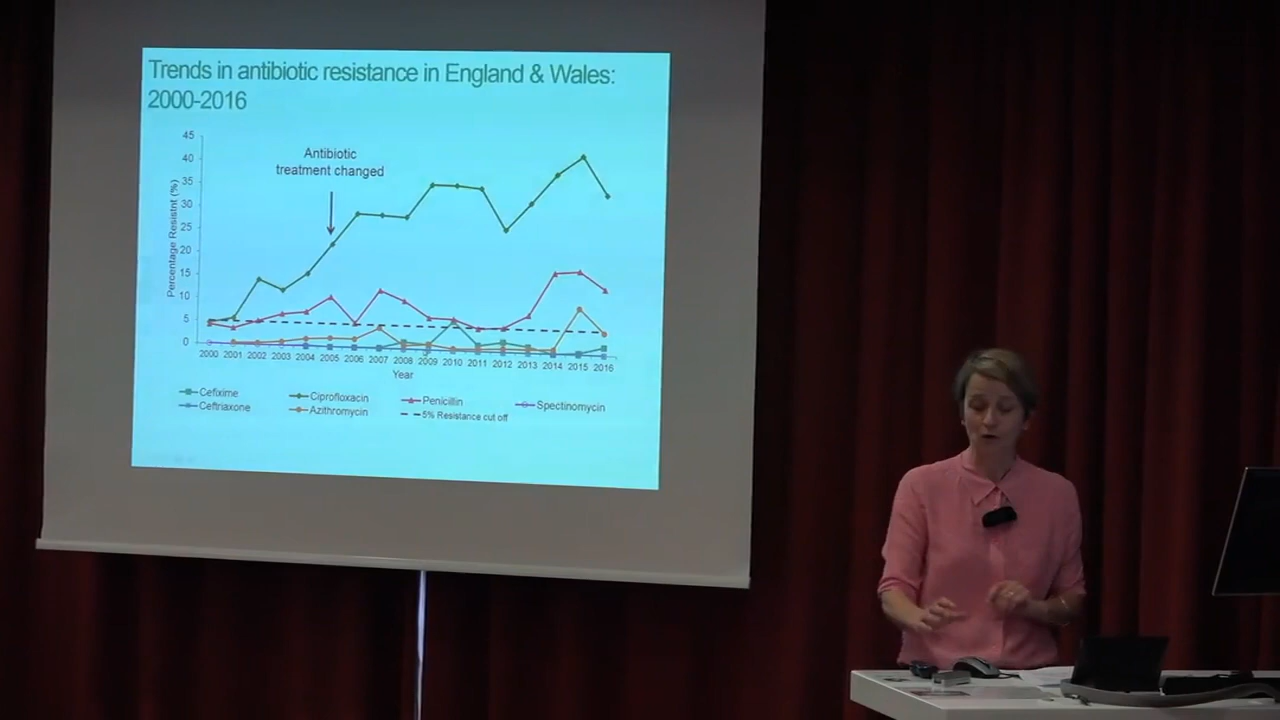 Trends in antibiotic resistance in England & Wales:
2000-2016
45
40
35
30
25
20
15
10
5
0
Percentage Resistnt (%)
Antibiotic
treatment changed
2000 2001 2002 2003 2004 2005 2006 2007 2008 2009 2010 2011 2012 2013 2014 2015 2016
Year
Cefixime Ciprofloxacin Penicillin Spectinomycin
Ceftriaxone Azithromycin 5% Resistance cut off